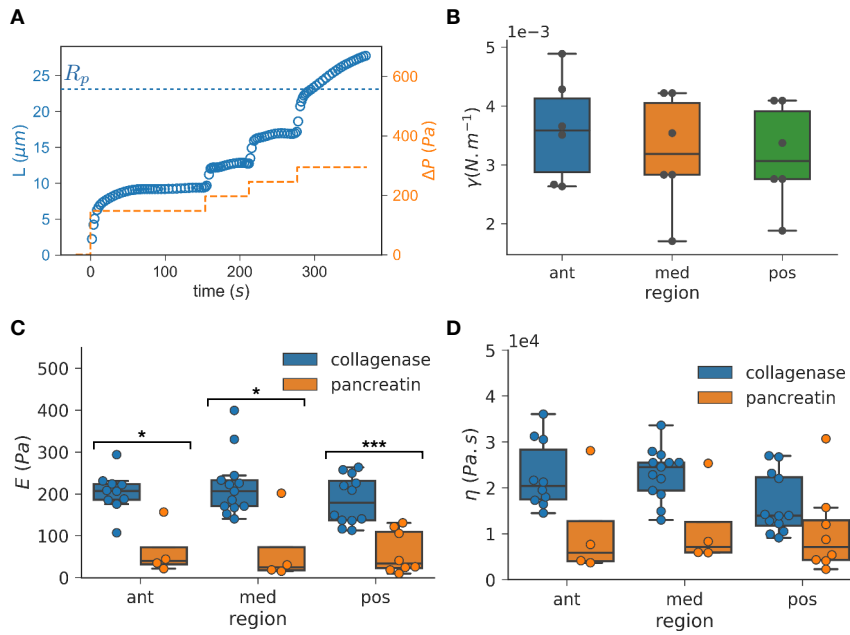 A
R_p
L (μm)
25
20
15
10
5
0
600
400
200
0
ΔP (Pa)
0
100
200
300
time (s)
B
1e−3
γ(N. m⁻¹)
5
4
3
2
ant
med
pos
region
C
collagenase
pancreatin
E (Pa)
500
400
300
200
100
0
*
*
***
ant
med
pos
region
D
1e4
collagenase
pancreatin
η (Pa. s)
5
4
3
2
1
0
ant
med
pos
region